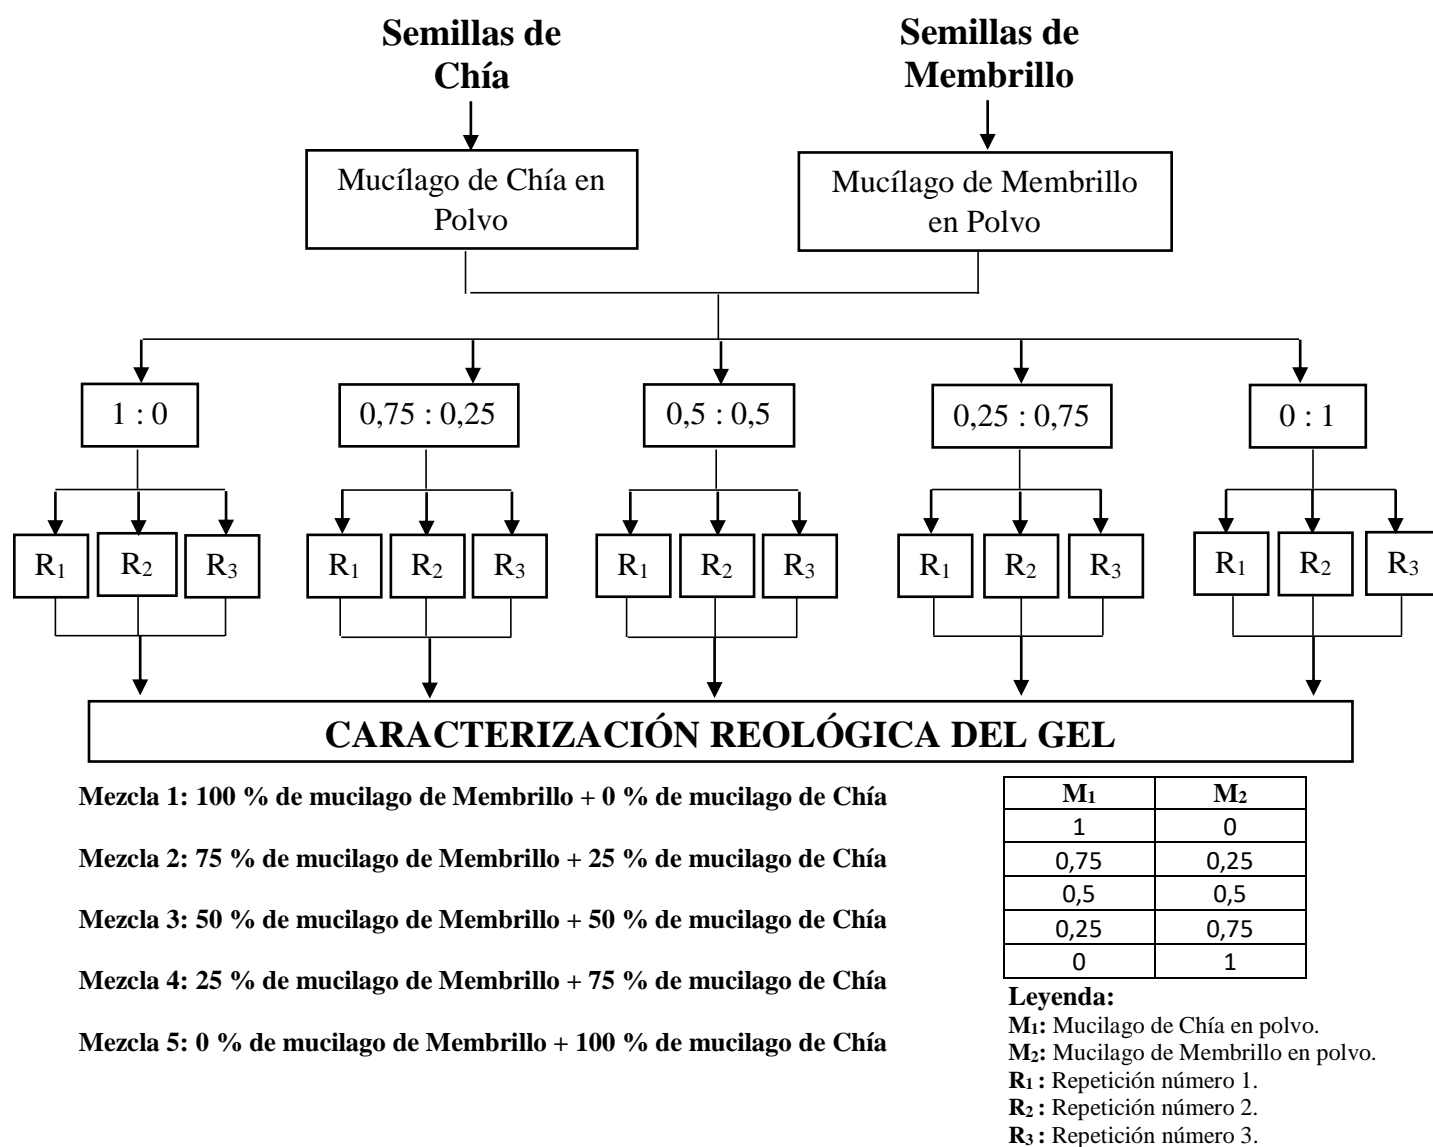 Semillas de
Chía
Semillas de
Membrillo
Mucílago de Chía en
Polvo
Mucílago de Membrillo
en Polvo
1 : 0
0,75 : 0,25
0,5 : 0,5
0,25 : 0,75
0 : 1
R1 R2 R3 R1 R2 R3 R1 R2 R3 R1 R2 R3 R1 R2 R3
CARACTERIZACIÓN REOLÓGICA DEL GEL
Mezcla 1: 100 % de mucilago de Membrillo + 0 % de mucilago de Chía
Mezcla 2: 75 % de mucilago de Membrillo + 25 % de mucilago de Chía
Mezcla 3: 50 % de mucilago de Membrillo + 50 % de mucilago de Chía
Mezcla 4: 25 % de mucilago de Membrillo + 75 % de mucilago de Chía
Mezcla 5: 0 % de mucilago de Membrillo + 100 % de mucilago de Chía
M1 M2
1 0
0,75 0,25
0,5 0,5
0,25 0,75
0 1
Leyenda:
M1: Mucilago de Chía en polvo.
M2: Mucilago de Membrillo en polvo.
R1 : Repetición número 1.
R2 : Repetición número 2.
R3 : Repetición número 3.